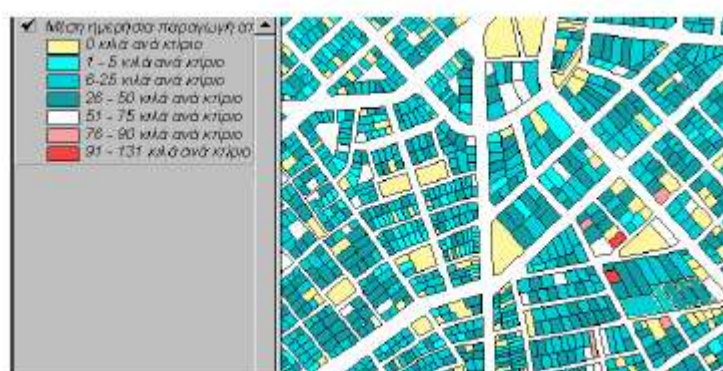 Μέση ημερήσια παραγωγή απ
0 κιλά ανά κτίριο
1 - 5 κιλά ανά κτίριο
6-25 κιλά ανά κτίριο
26 - 50 κιλά ανά κτίριο
51 - 75 κιλά ανά κτίριο
76 - 90 κιλά ανά κτίριο
91 - 131 κιλά ανά κτίριο